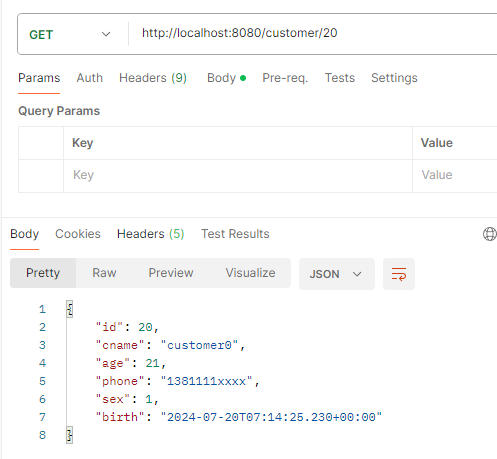 GET http://localhost:8080/customer/20
Params Auth Headers (9) Body Pre-req. Tests Settings
Query Params
Key Value
Key Value
Body Cookies Headers (5) Test Results
Pretty Raw Preview Visualize JSON
1 {
2 "id": 20,
3 "cname": "customer0",
4 "age": 21,
5 "phone": "1381111xxxx",
6 "sex": 1,
7 "birth": "2024-07-20T07:14:25.230+00:00"
8 }